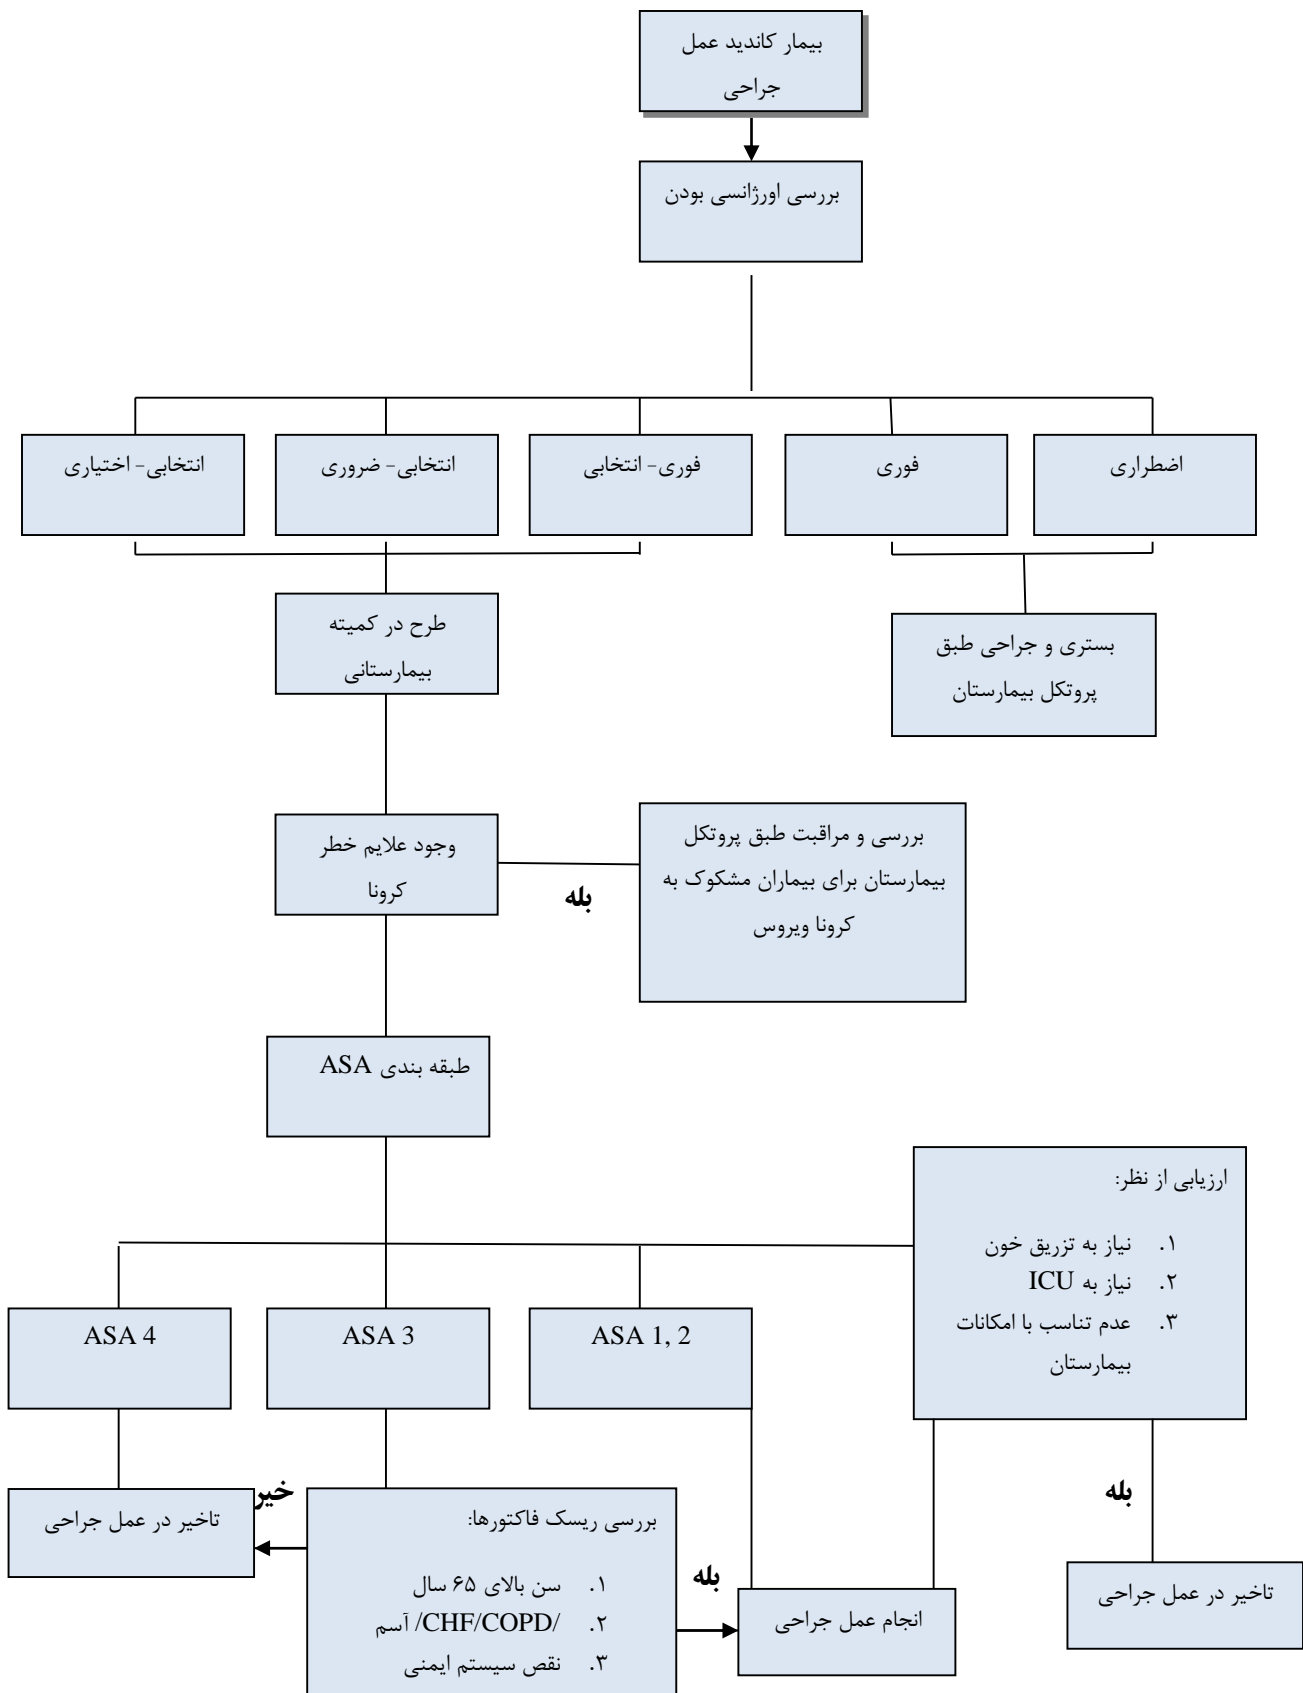 بیمار کاندید عمل
جراحی
بررسی اورژانسی بودن
اضطراری
فوری
فوری- انتخابی
انتخابی- ضروری
انتخابی- اختیاری
بستری و جراحی طبق
پروتکل بیمارستان
طرح در کمیته
بیمارستانی
وجود علایم خطر
کرونا
بله
بررسی و مراقبت طبق پروتکل
بیمارستان برای بیماران مشکوک به
کرونا ویروس
طبقه بندی ASA
ارزیابی از نظر:
۱. نیاز به تزریق خون
۲. نیاز به ICU
۳. عدم تناسب با امکانات
بیمارستان
ASA 1, 2
ASA 3
ASA 4
بله
تاخیر در عمل جراحی
انجام عمل جراحی
بله
بررسی ریسک فاکتورها:
۱. سن بالای ۶۵ سال
۲. /CHF/COPD/ آسم
۳. نقص سیستم ایمنی
خیر
تاخیر در عمل جراحی